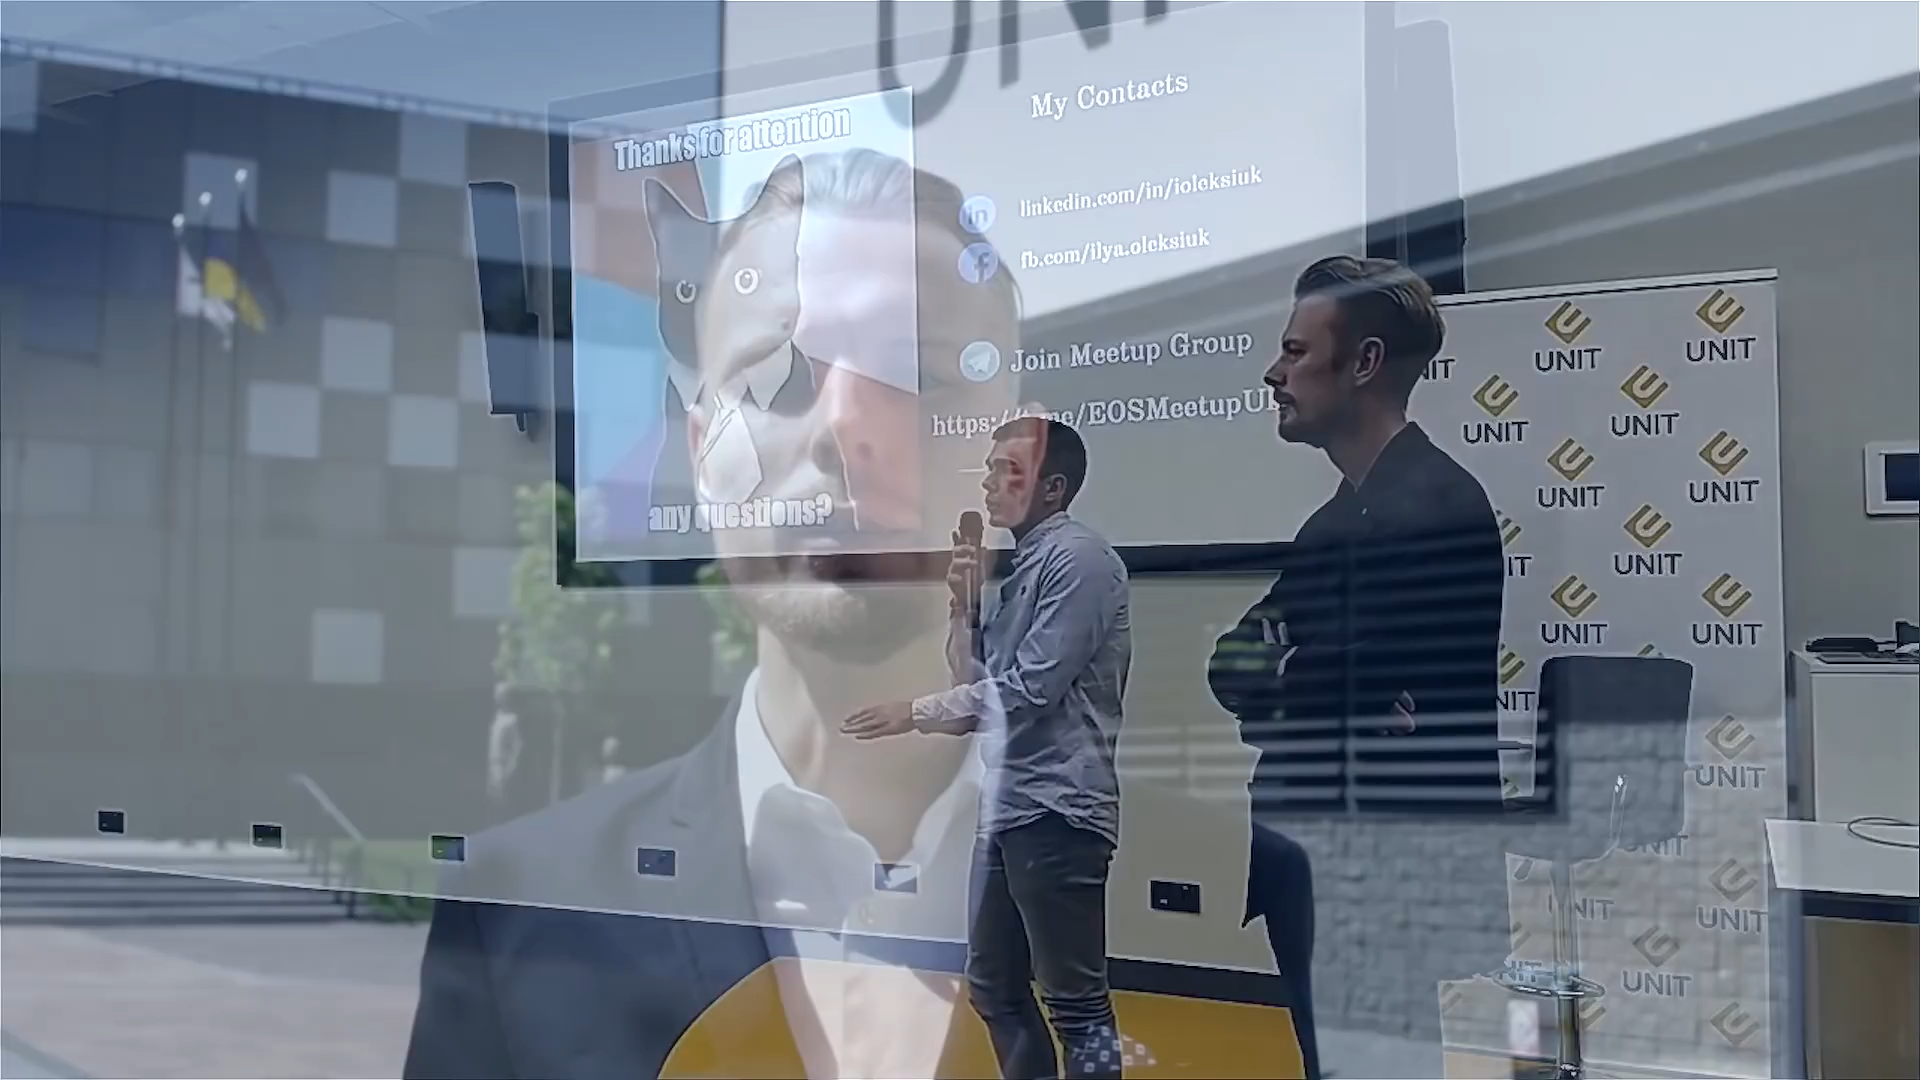 UNI
My Contacts
Thanks for attention
linkedin.com/in/ioleksiuk
fb.com/ilya.oleksiuk
Join Meetup Group
any questions?
UNIT
UNIT
UNIT
UNIT
UNIT
UNIT
UNIT
UNIT
UNIT
UNIT
UNIT
UNIT